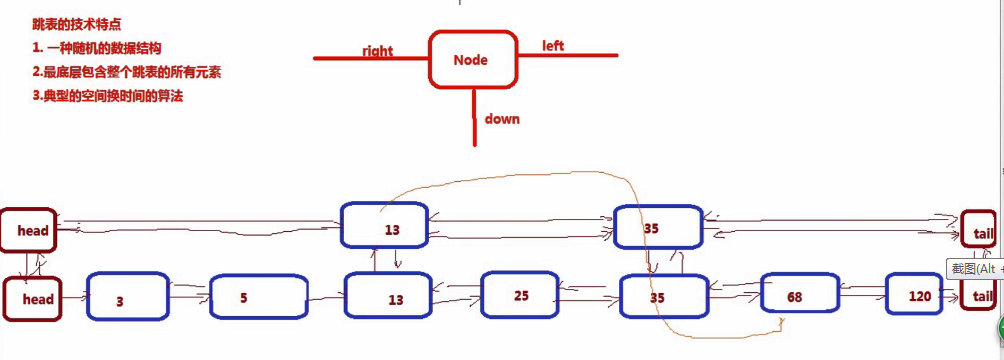 跳表的技术特点
1. 一种随机的数据结构
2.最底层包含整个跳表的所有元素
3.典型的空间换时间的算法
right
Node
left
down
head
13
35
tail
head
3
5
13
25
35
68
120
tail
截图(Alt +